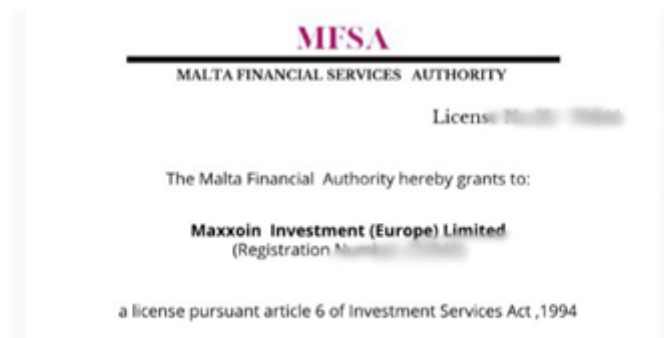 MFSA
MALTA FINANCIAL SERVICES AUTHORITY
License
The Malta Financial Authority hereby grants to:
Maxxoin Investment (Europe) Limited
(Registration
a license pursuant article 6 of Investment Services Act ,1994